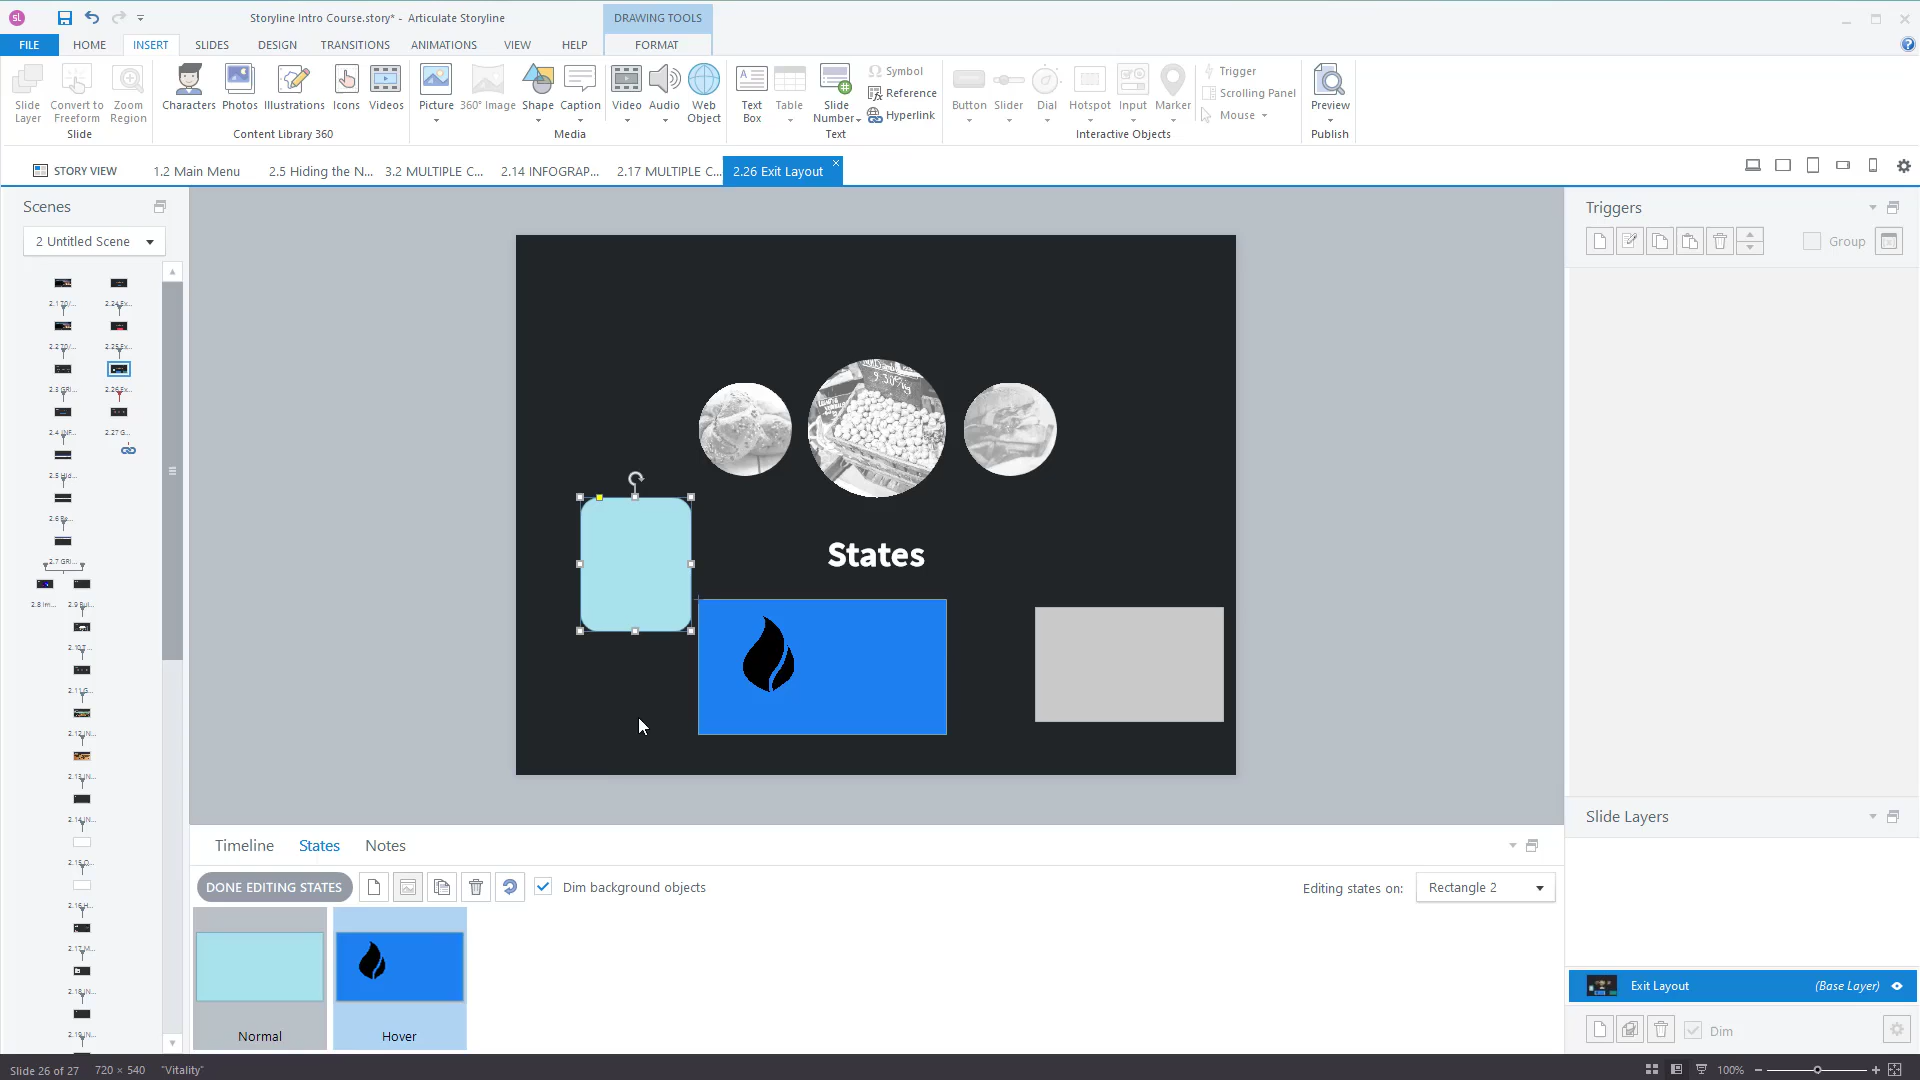 sl
Storyline Intro Course.story* - Articulate Storyline
DRAWING TOOLS
FILE HOME INSERT SLIDES DESIGN TRANSITIONS ANIMATIONS VIEW HELP FORMAT
Slide Layer
Convert to Freeform
Zoom Region
Slide
Characters
Photos
Illustrations
Icons
Videos
Content Library 360
Picture
360° Image
Shape
Caption
Video
Audio
Web Object
Media
Text Box
Table
Slide Number
Symbol
Reference
Hyperlink
Text
Button
Slider
Dial
Hotspot
Input
Marker
Trigger
Scrolling Panel
Mouse
Interactive Objects
Preview
Publish
STORY VIEW 1.2 Main Menu 2.5 Hiding the N... 3.2 MULTIPLE C... 2.14 INFOGRAP... 2.17 MULTIPLE C... 2.26 Exit Layout
Scenes
2 Untitled Scene
States
Triggers
Group
Slide Layers
Exit Layout (Base Layer)
Dim
Timeline States Notes
DONE EDITING STATES
Dim background objects
Editing states on: Rectangle 2
Normal
Hover
Slide 26 of 27 720 × 540 "Vitality"
100%